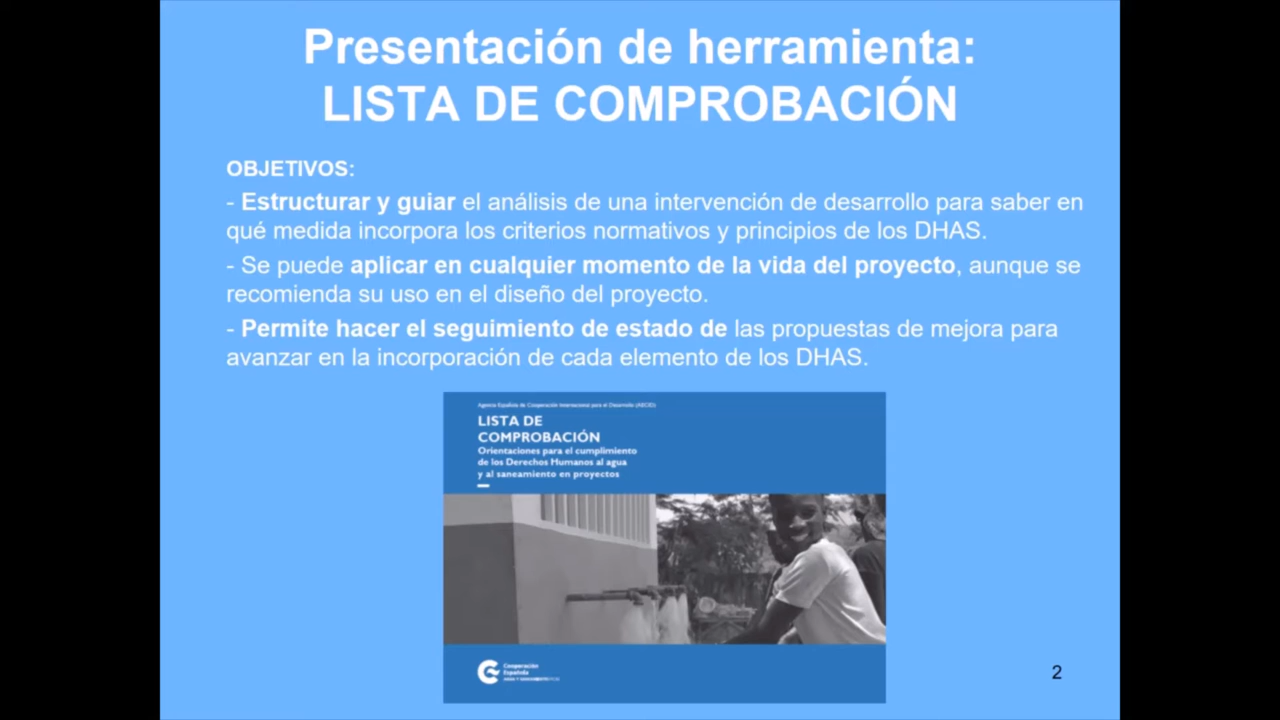 Presentación de herramienta:
LISTA DE COMPROBACIÓN
OBJETIVOS:
- Estructurar y guiar el análisis de una intervención de desarrollo para saber en
qué medida incorpora los criterios normativos y principios de los DHAS.
- Se puede aplicar en cualquier momento de la vida del proyecto, aunque se
recomienda su uso en el diseño del proyecto.
- Permite hacer el seguimiento de estado de las propuestas de mejora para
avanzar en la incorporación de cada elemento de los DHAS.
Agencia Española de Cooperación Internacional para el Desarrollo (AECID)
LISTA DE
COMPROBACIÓN
Orientaciones para el cumplimiento
de los Derechos Humanos al agua
y al saneamiento en proyectos
Cooperación
Española
2